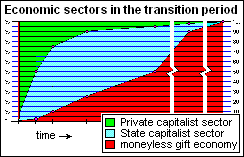 Economic sectors in the transition period
time →
Private capitalist sector
State capitalist sector
moneyless gift economy